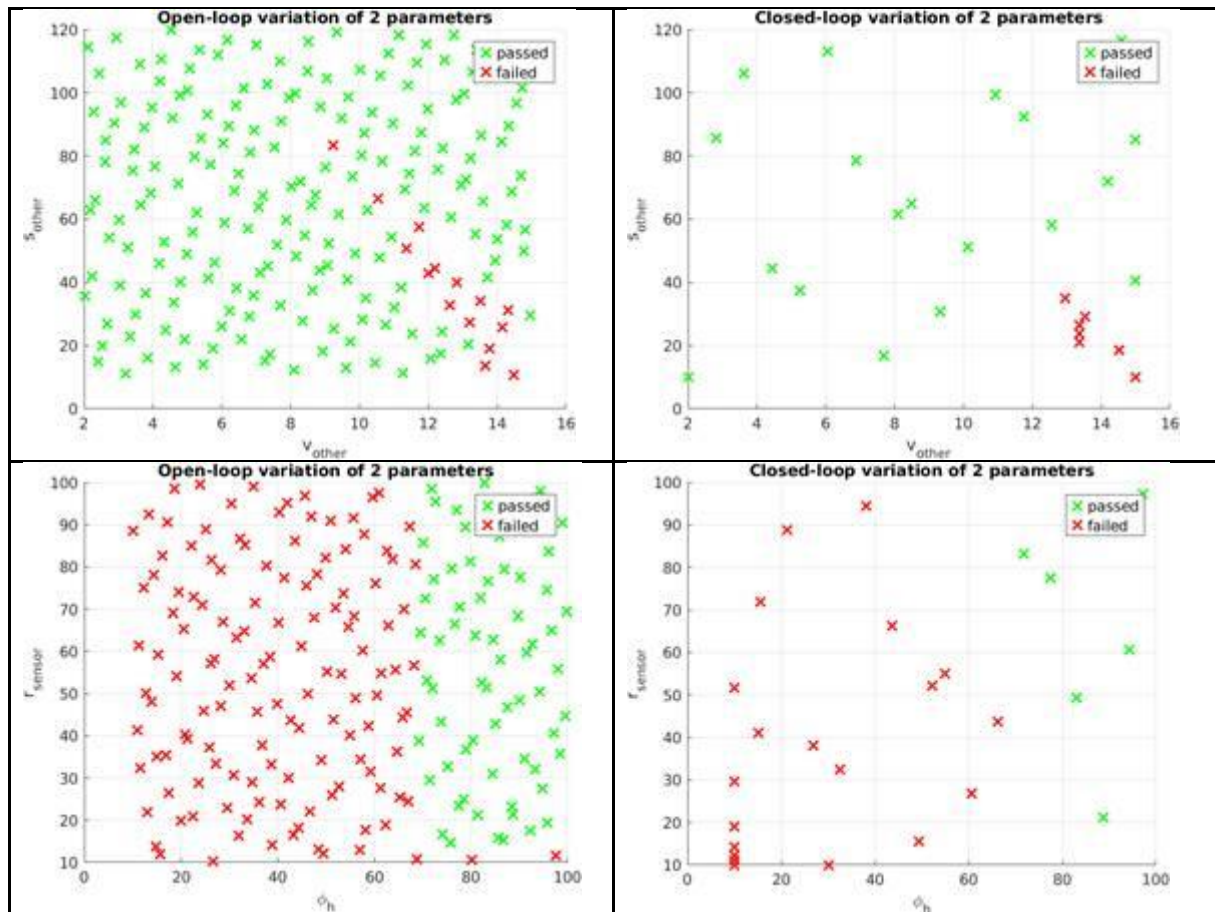 Open-loop variation of 2 parameters
120
100
80
60
40
20
0
s_other
passed
failed
2 4 6 8 10 12 14 16
v_other
Closed-loop variation of 2 parameters
120
100
80
60
40
20
0
s_other
passed
failed
2 4 6 8 10 12 14 16
v_other
Open-loop variation of 2 parameters
100
90
80
70
60
50
40
30
20
10
r_sensor
passed
failed
0 20 40 60 80 100
ϕ_h
Closed-loop variation of 2 parameters
100
90
80
70
60
50
40
30
20
10
r_sensor
passed
failed
0 20 40 60 80 100
ϕ_h